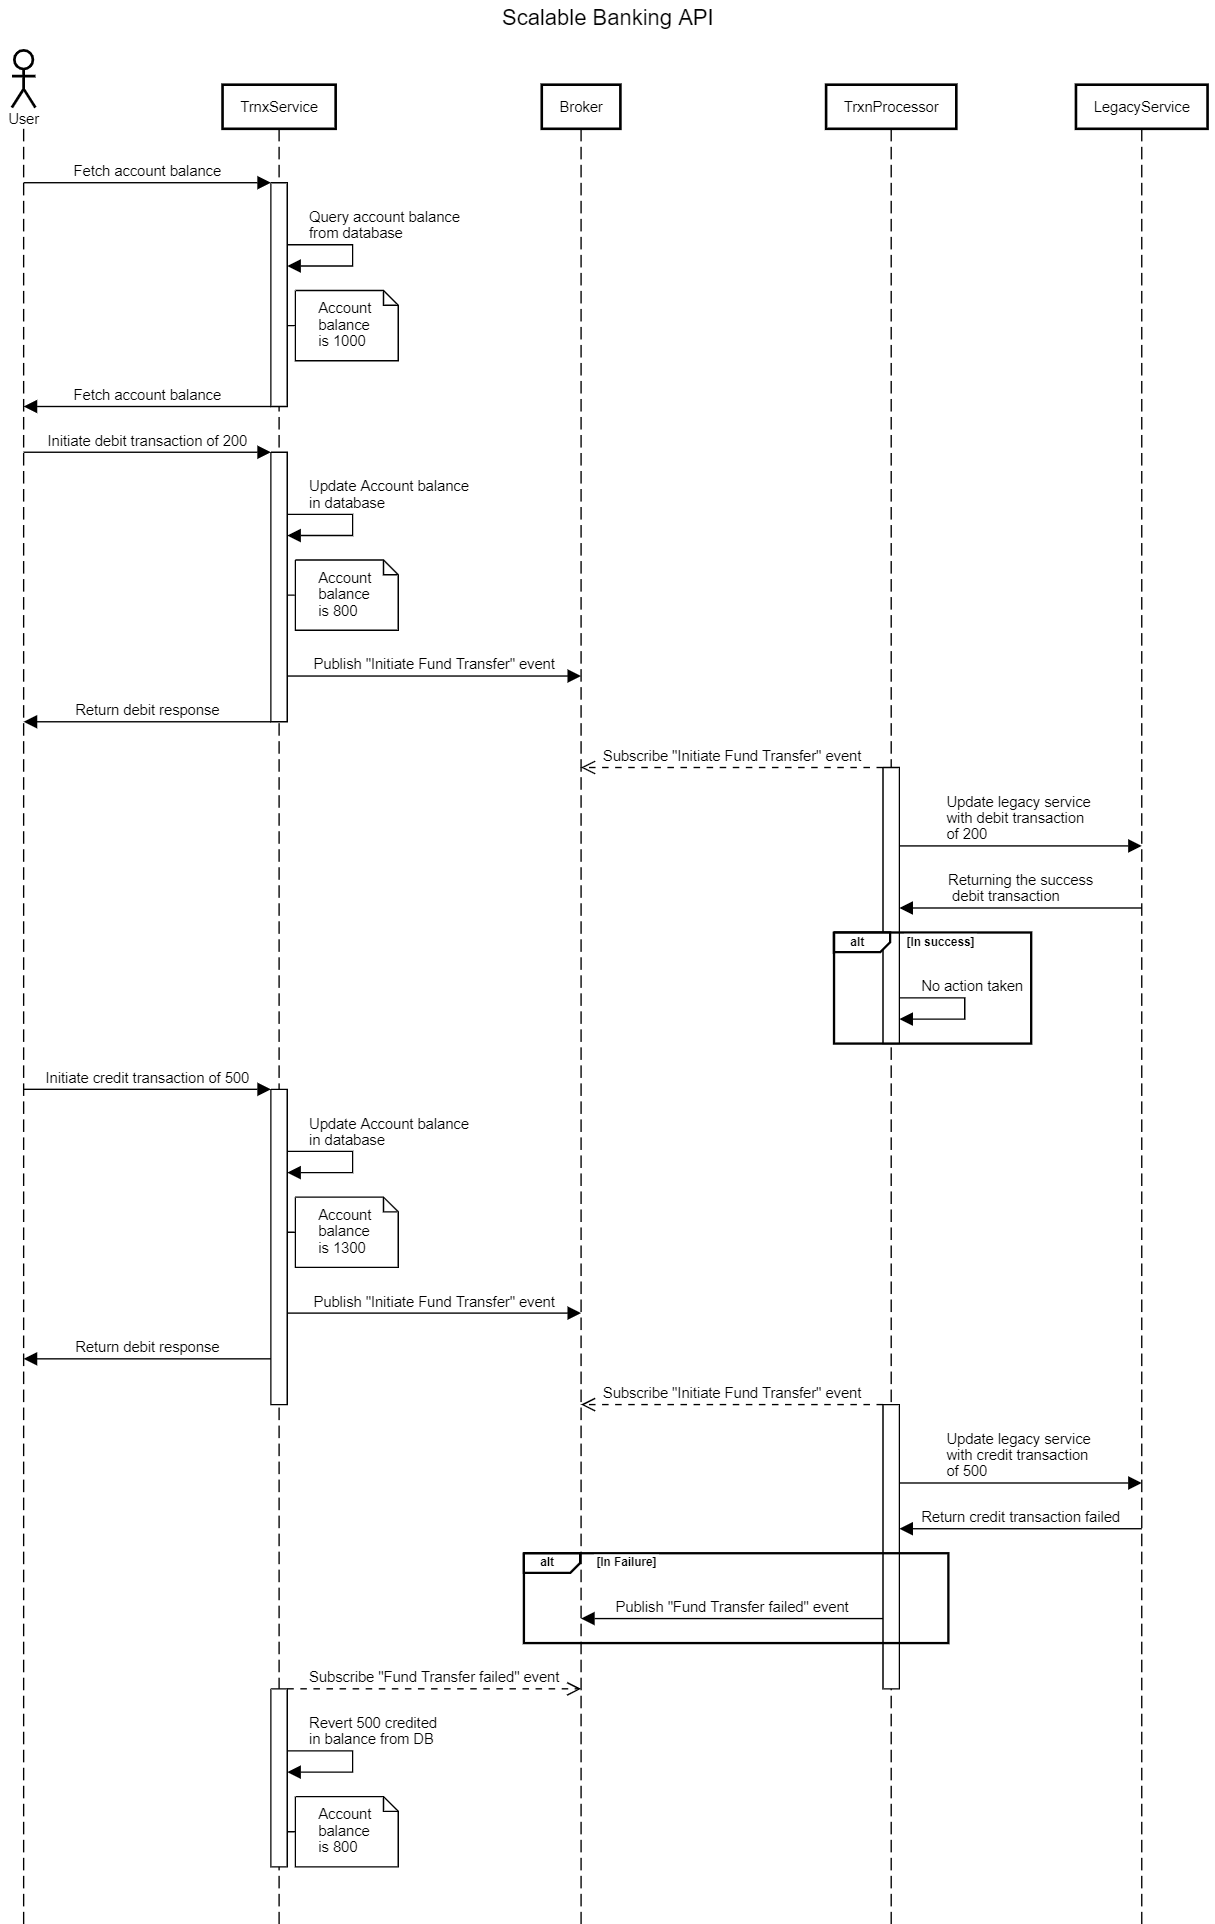 Scalable Banking API
User
TrnxService
Broker
TrxnProcessor
LegacyService
Fetch account balance
Query account balance
from database
Account
balance
is 1000
Fetch account balance
Initiate debit transaction of 200
Update Account balance
in database
Account
balance
is 800
Publish "Initiate Fund Transfer" event
Return debit response
Subscribe "Initiate Fund Transfer" event
Update legacy service
with debit transaction
of 200
Returning the success
debit transaction
alt
[In success]
No action taken
Initiate credit transaction of 500
Update Account balance
in database
Account
balance
is 1300
Publish "Initiate Fund Transfer" event
Return debit response
Subscribe "Initiate Fund Transfer" event
Update legacy service
with credit transaction
of 500
Return credit transaction failed
alt
[In Failure]
Publish "Fund Transfer failed" event
Subscribe "Fund Transfer failed" event
Revert 500 credited
in balance from DB
Account
balance
is 800